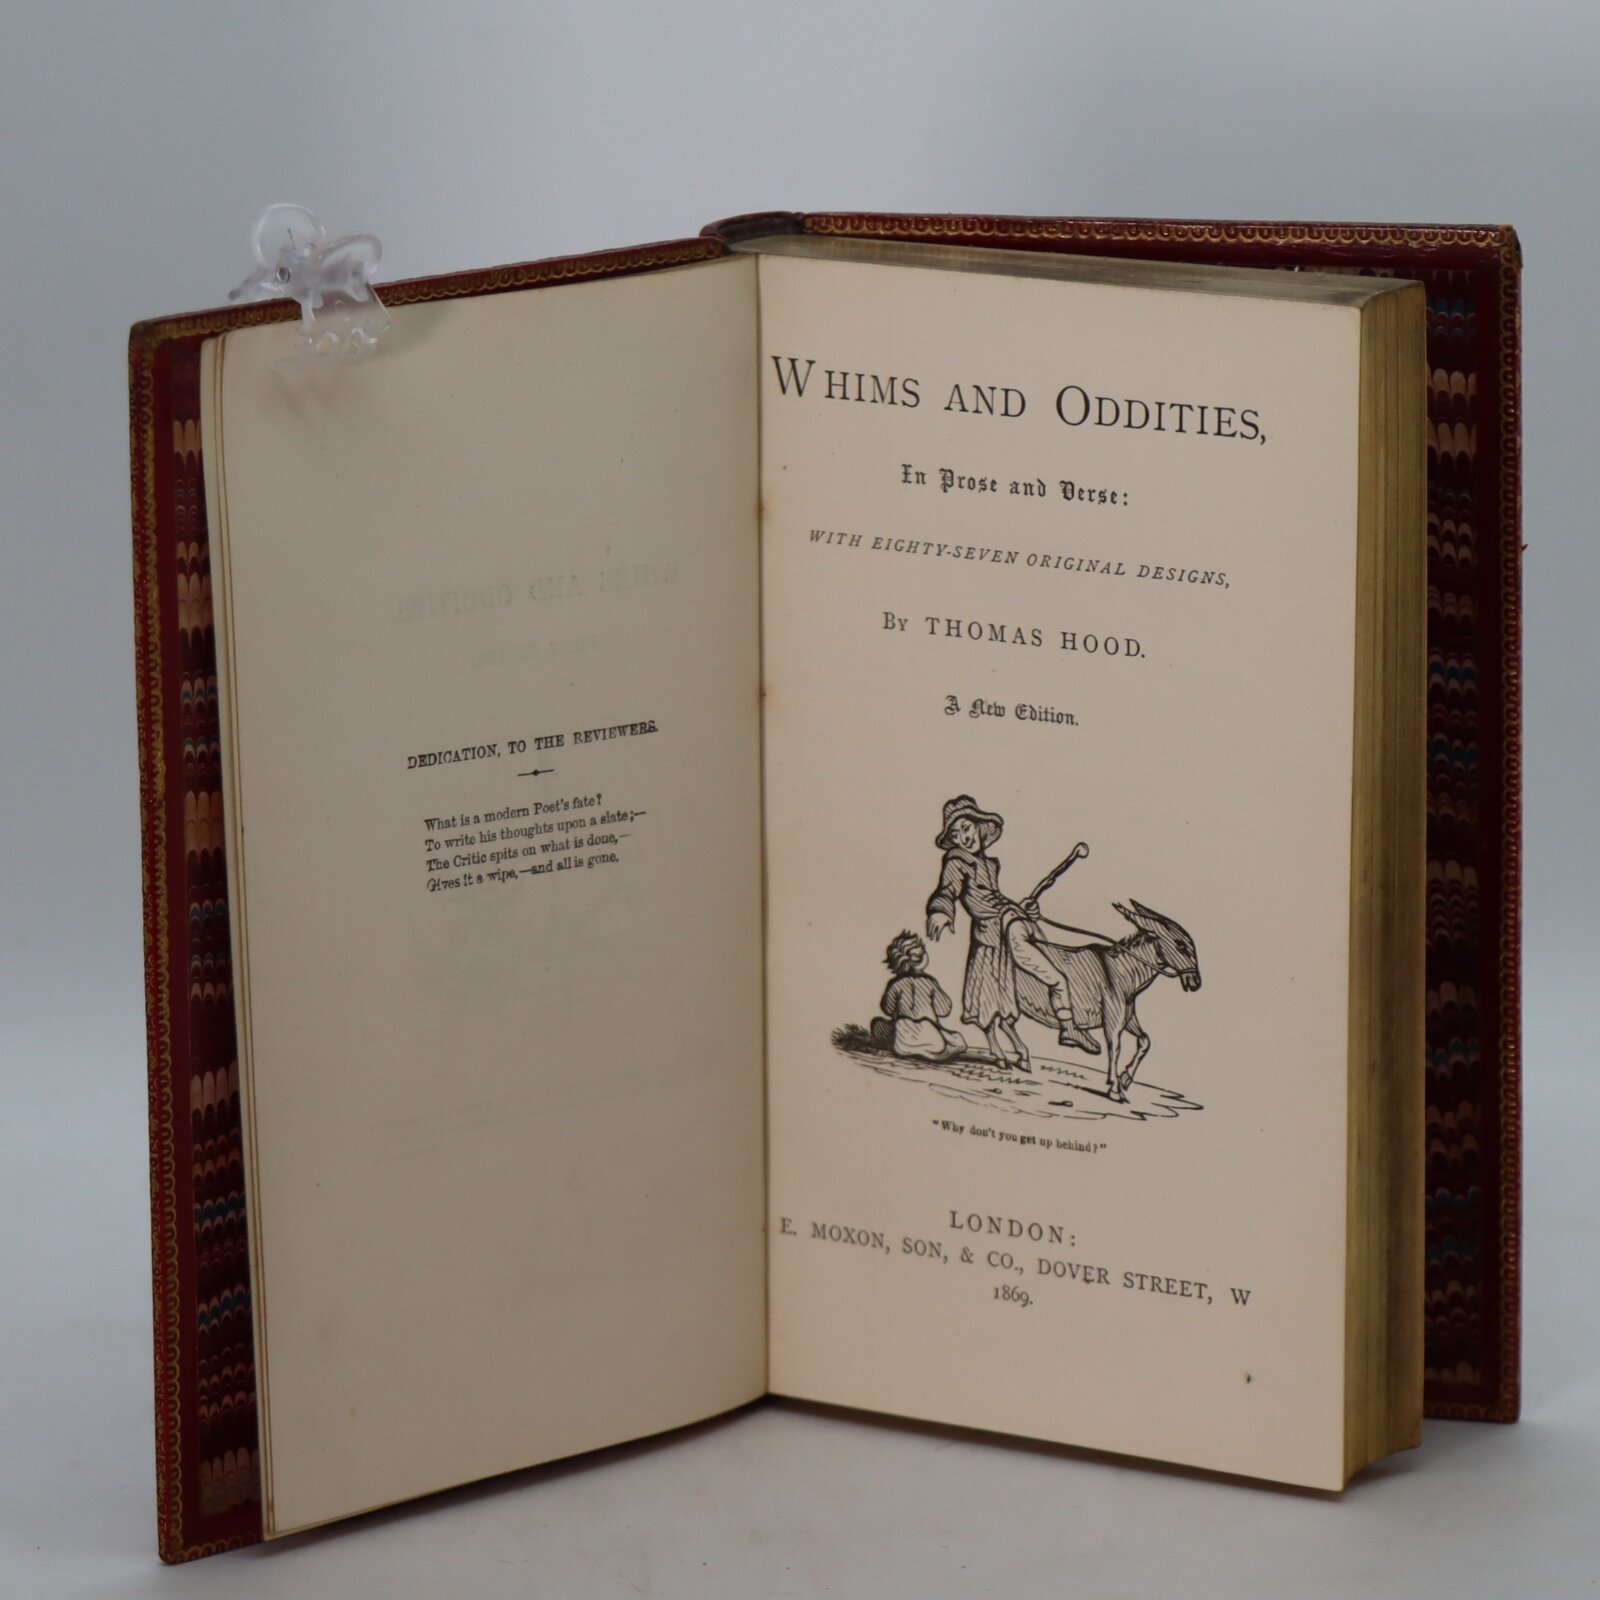 DEDICATION, TO THE REVIEWERS.
What is a modern Poet's fate?
To write his thoughts upon a slate;—
The Critic spits on what is done,—
Gives it a wipe,—and all is gone.
WHIMS AND ODDITIES,
In Prose and Verse:
WITH EIGHTY-SEVEN ORIGINAL DESIGNS,
By THOMAS HOOD.
A New Edition.
"Why don't you get up behind?"
LONDON:
E. MOXON, SON, & CO., DOVER STREET, W
1869.